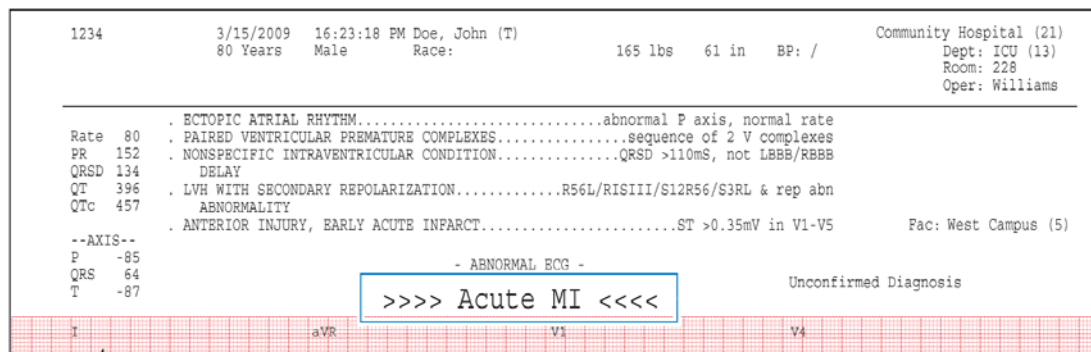 1234 3/15/2009 16:23:18 PM Doe, John (T) Community Hospital (21)
80 Years Male Race: 165 lbs 61 in BP: / Dept: ICU (13)
Room: 228
Oper: Williams
. ECTOPIC ATRIAL RHYTHM..............................abnormal P axis, normal rate
Rate 80 . PAIRED VENTRICULAR PREMATURE COMPLEXES................sequence of 2 V complexes
PR 152 . NONSPECIFIC INTRAVENTRICULAR CONDITION...............QRSD >110mS, not LBBB/RBBB
QRSD 134 DELAY
QT 396 . LVH WITH SECONDARY REPOLARIZATION.............R56L/RISIII/S12R56/S3RL & rep abn
QTc 457 ABNORMALITY
. ANTERIOR INJURY, EARLY ACUTE INFARCT........................ST >0.35mV in V1-V5 Fac: West Campus (5)
--AXIS--
P -85 - ABNORMAL ECG -
QRS 64 Unconfirmed Diagnosis
T -87 >>>> Acute MI <<<<
I aVR V1 V4